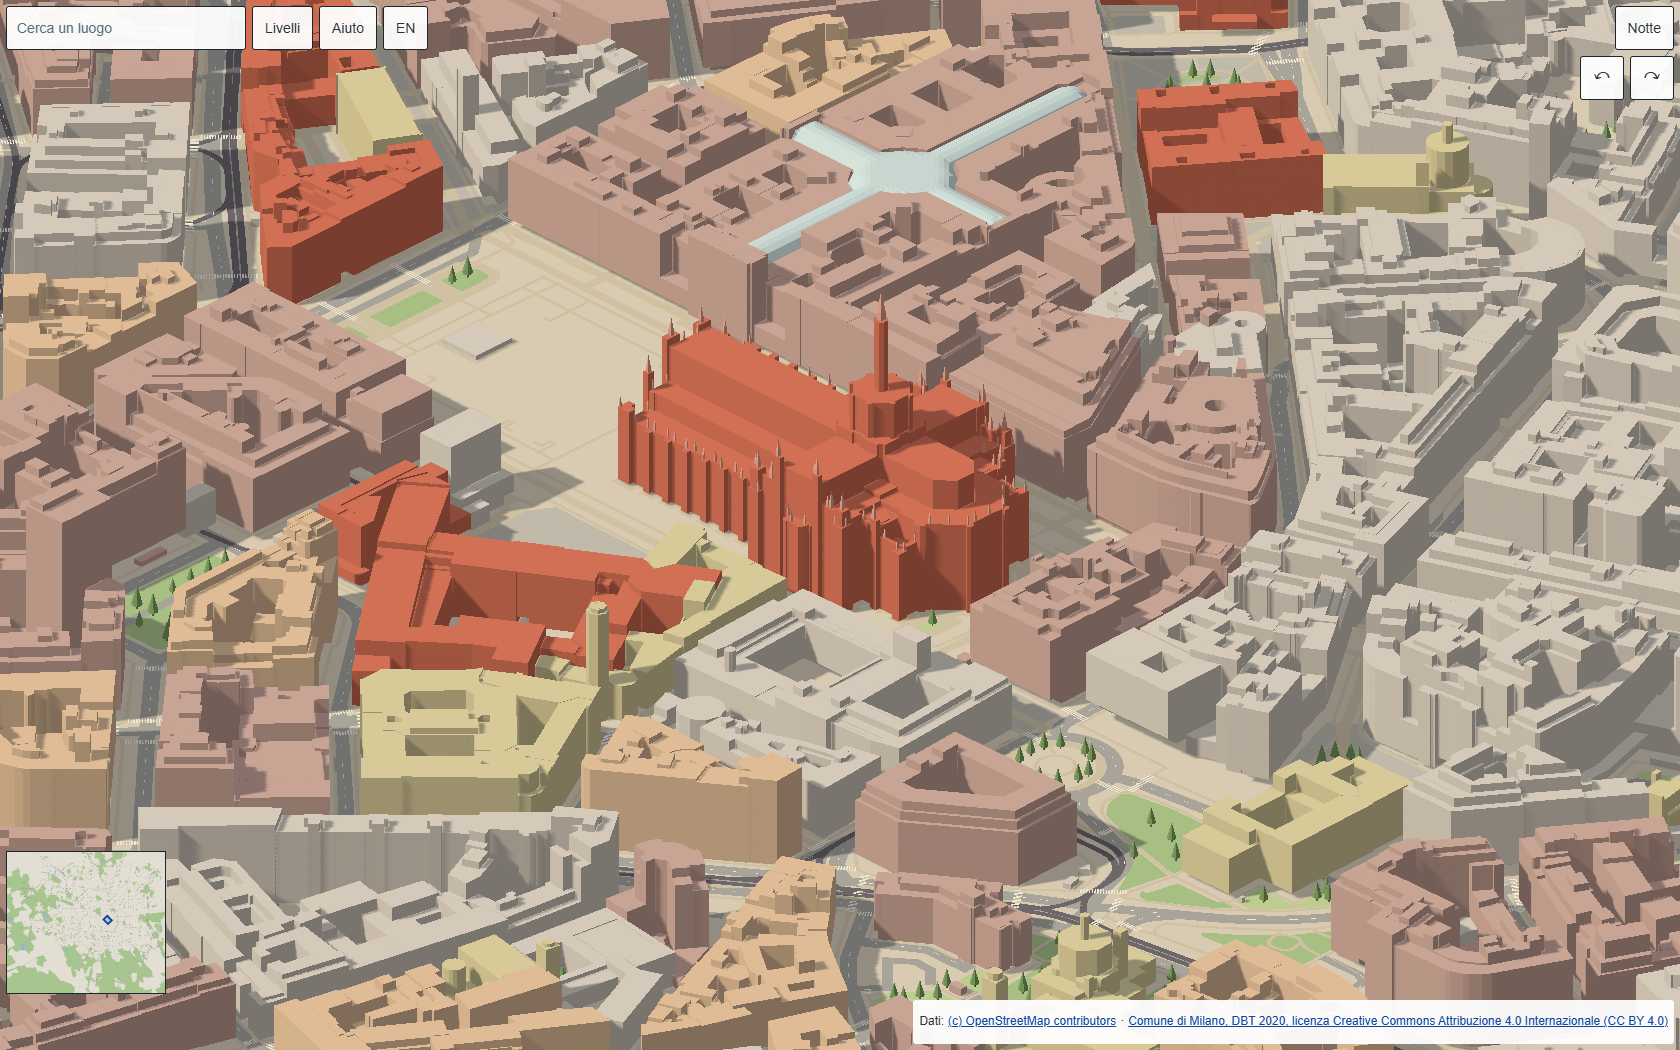 Cerca un luogo
Livelli
Aiuto
EN
Notte
Dati: (c) OpenStreetMap contributors · Comune di Milano, DBT 2020, licenza Creative Commons Attribuzione 4.0 Internazionale (CC BY 4.0)